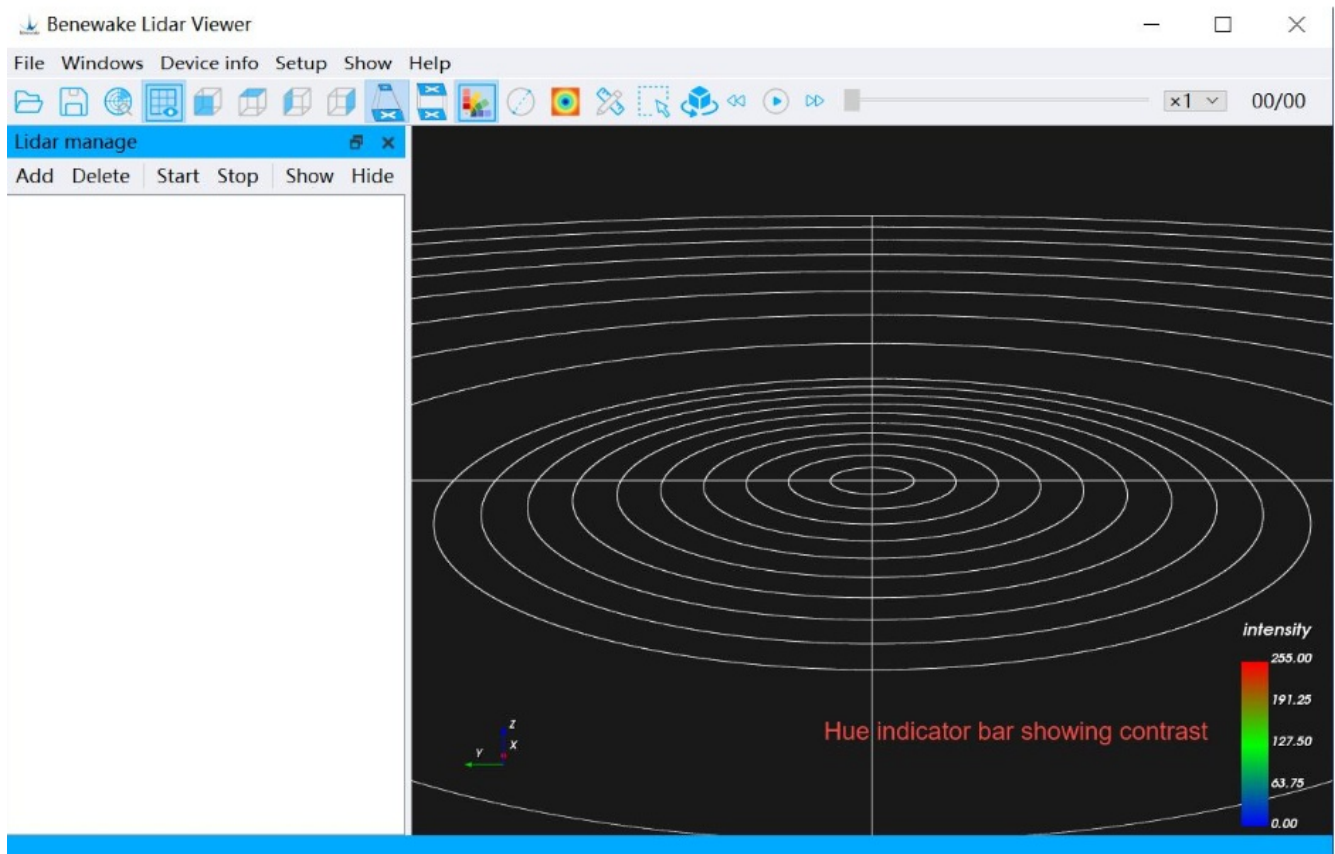 Benewake Lidar Viewer
File Windows Device info Setup Show Help
×1 00/00
Lidar manage
Add Delete Start Stop Show Hide
intensity
255.00
191.25
127.50
63.75
0.00
Hue indicator bar showing contrast
Z
X
Y